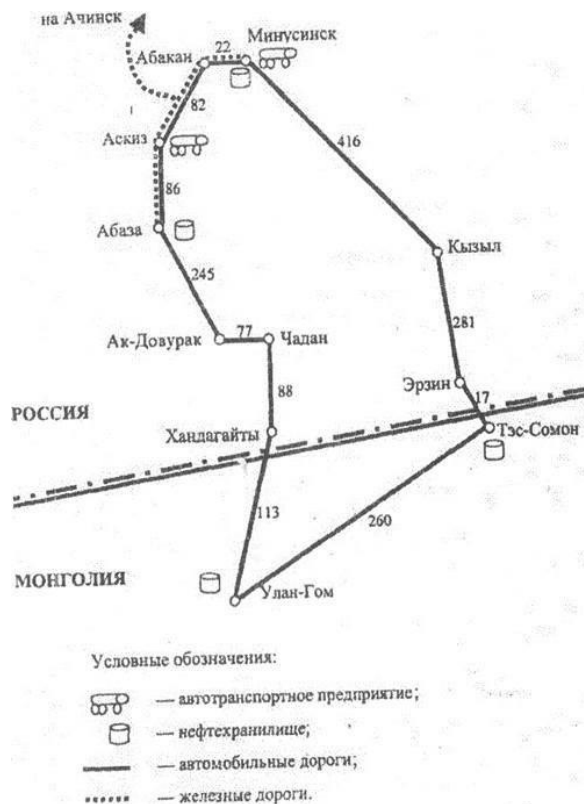 на Ачинск
22
Минусинск
Абакан
82
Аскиз
416
86
Абаза
Кызыл
245
281
77
Ак-Довурак
Чадан
Эрзин
17
88
РОССИЯ
Хандагайты
Тэс-Сомон
113
260
МОНГОЛИЯ
Улан-Гом
Условные обозначения:
— автотранспортное предприятие;
— нефтехранилище;
— автомобильные дороги;
— железные дороги.